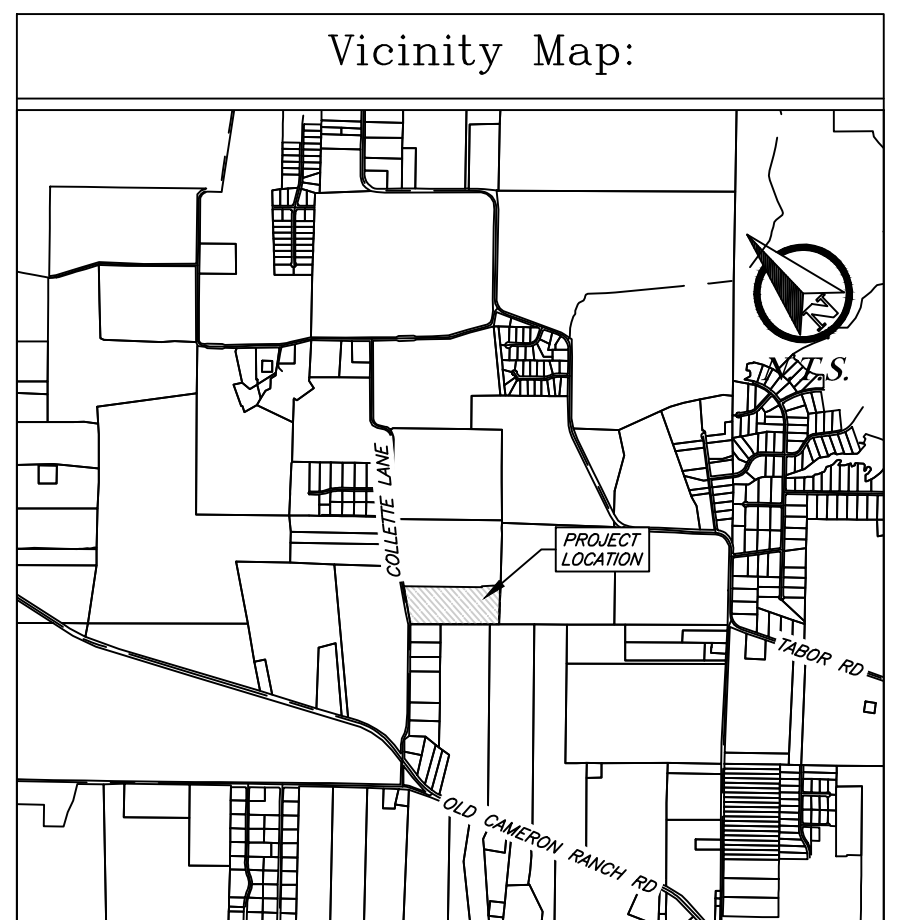 Vicinity Map:
N
N.T.S.
COLLETTE LANE
PROJECT
LOCATION
TABOR RD
OLD CAMERON RANCH RD